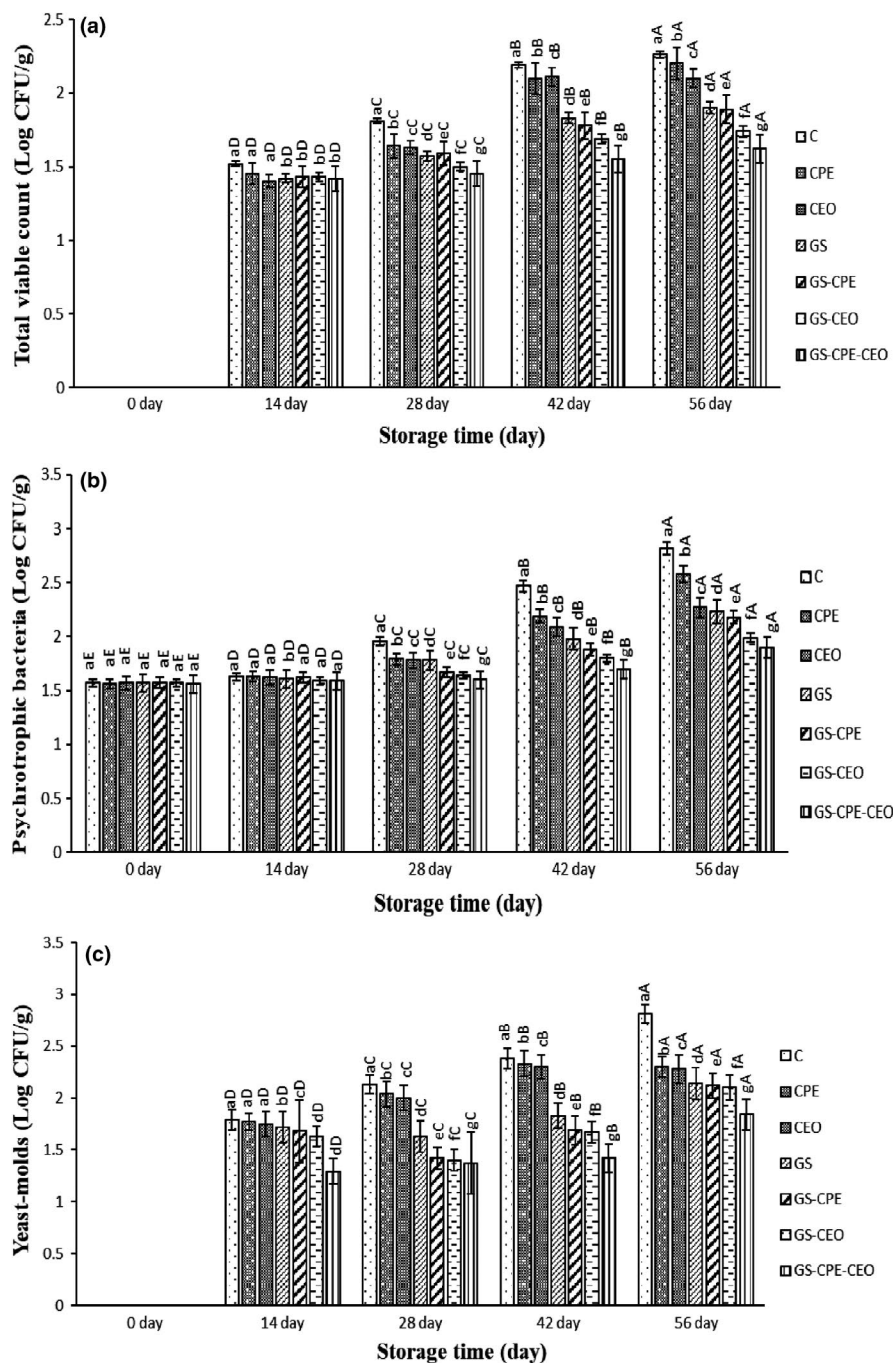 (a)
Total viable count (Log CFU/g)
2.5
2
1.5
1
0.5
0
aD aD aD bD bD bD bD
aC bC cC dC eC fC gC
aB bB cB dB eB fB gB
aA bA cA dA eA fA gA
0 day 14 day 28 day 42 day 56 day
Storage time (day)
C
CPE
CEO
GS
GS-CPE
GS-CEO
GS-CPE-CEO
(b)
Psychrotrophic bacteria (Log CFU/g)
3.5
3
2.5
2
1.5
1
0.5
0
aE aE aE aE aE aE aE
aD aD aD bD aD aD aD
aC bC cC dC eC fC gC
aB bB cB dB eB fB gB
aA bA cA dA eA fA gA
0 day 14 day 28 day 42 day 56 day
Storage time (day)
C
CPE
CEO
GS
GS-CPE
GS-CEO
GS-CPE-CEO
(c)
Yeast-molds (Log CFU/g)
3.5
3
2.5
2
1.5
1
0.5
0
aD aD aD bD cD dD dD
aC bC cC dC eC fC gC
aB bB cB dB eB fB gB
aA bA cA dA eA fA gA
0 day 14 day 28 day 42 day 56 day
Storage time (day)
C
CPE
CEO
GS
GS-CPE
GS-CEO
GS-CPE-CEO